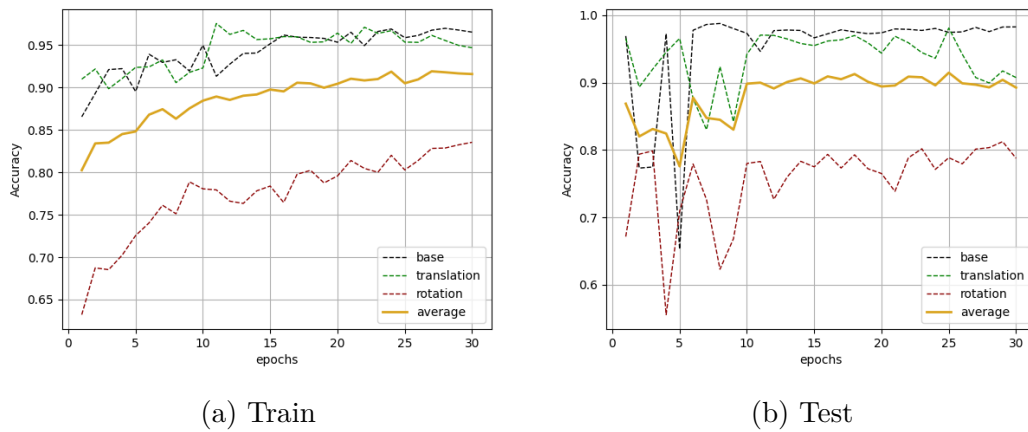 0.95
0.90
0.85
0.80
0.75
0.70
0.65
Accuracy
0 5 10 15 20 25 30
epochs
base
translation
rotation
average
(a) Train
1.0
0.9
0.8
0.7
0.6
Accuracy
0 5 10 15 20 25 30
epochs
base
translation
rotation
average
(b) Test